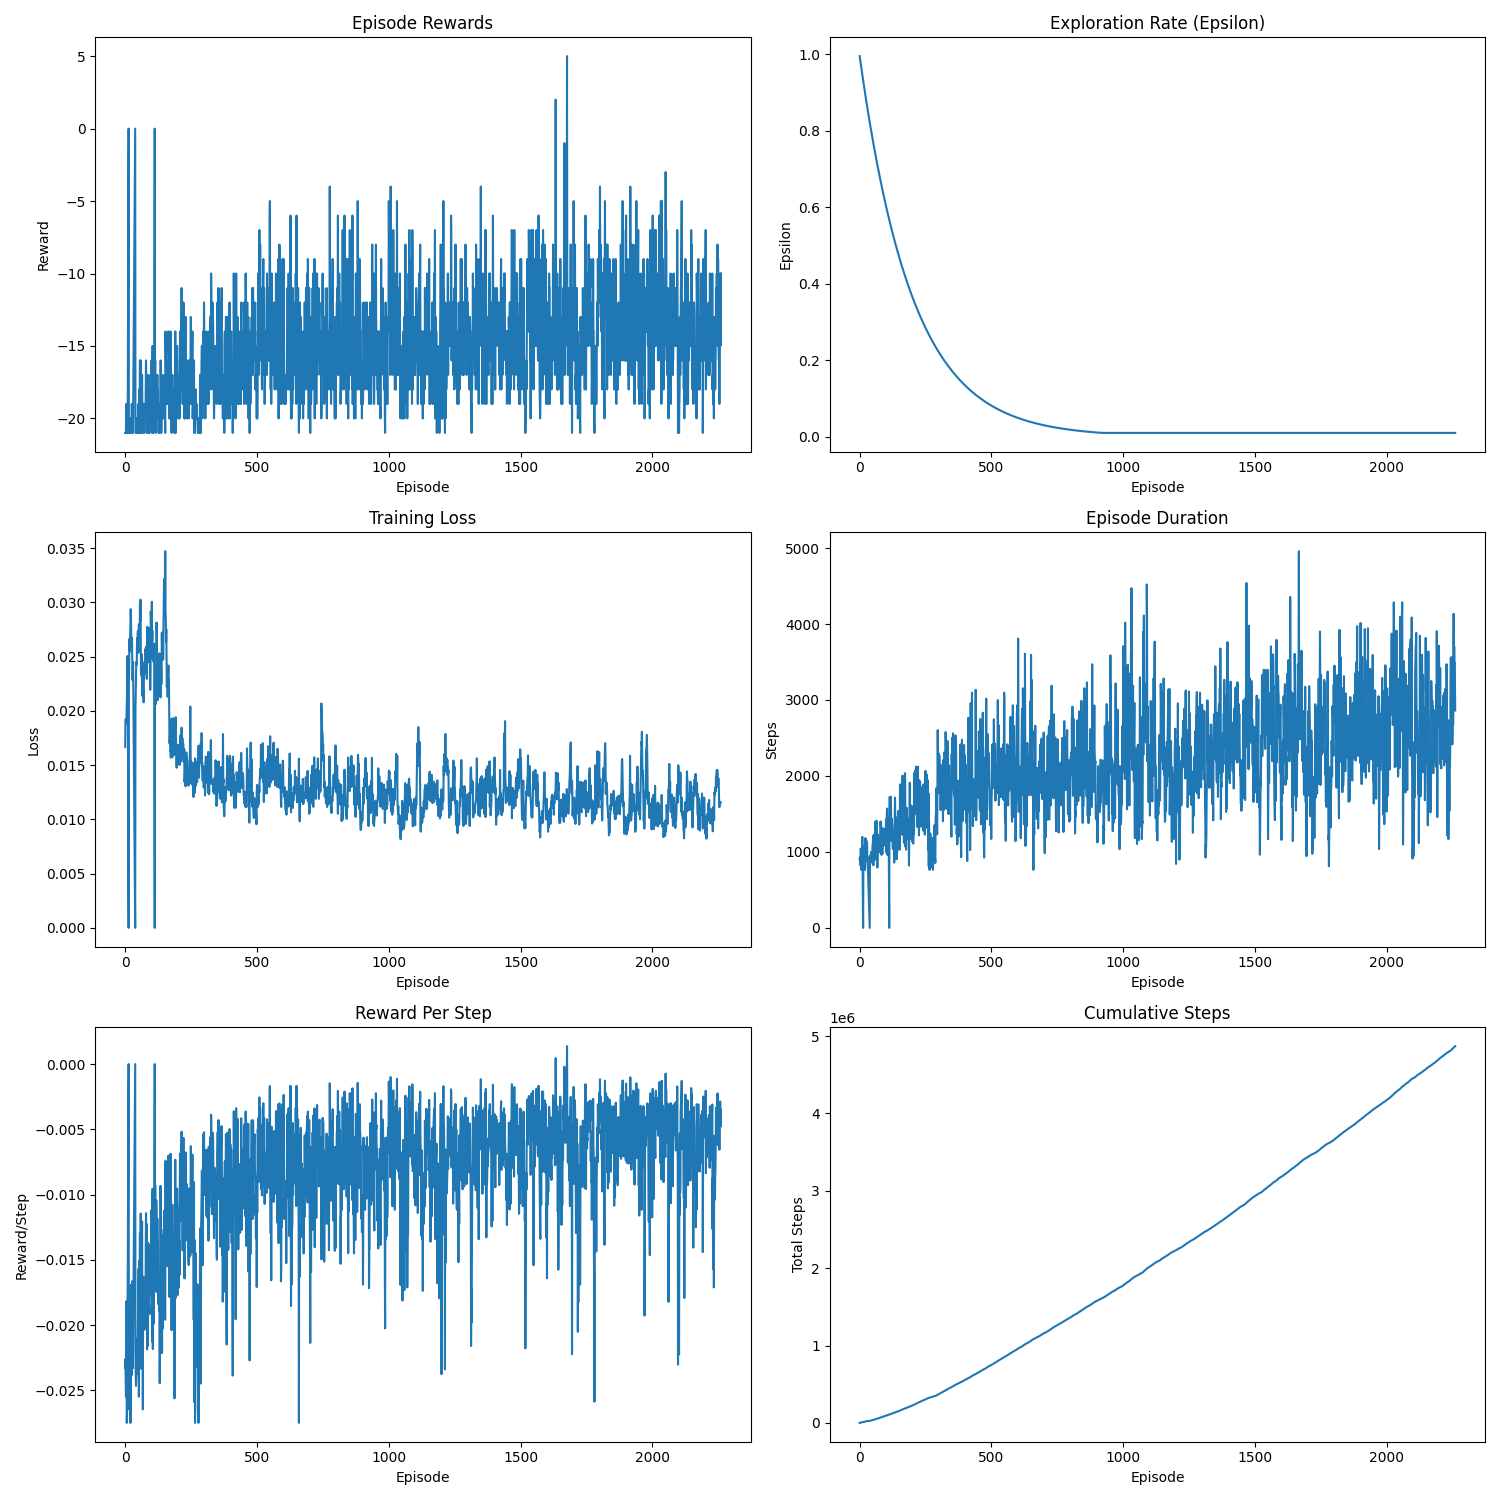 Episode Rewards
5
0
−5
−10
−15
−20
Reward
0 500 1000 1500 2000
Episode
Exploration Rate (Epsilon)
1.0
0.8
0.6
0.4
0.2
0.0
Epsilon
0 500 1000 1500 2000
Episode
Training Loss
0.035
0.030
0.025
0.020
0.015
0.010
0.005
0.000
Loss
0 500 1000 1500 2000
Episode
Episode Duration
5000
4000
3000
2000
1000
0
Steps
0 500 1000 1500 2000
Episode
Reward Per Step
0.000
−0.005
−0.010
−0.015
−0.020
−0.025
Reward/Step
0 500 1000 1500 2000
Episode
Cumulative Steps
1e6
5
4
3
2
1
0
Total Steps
0 500 1000 1500 2000
Episode